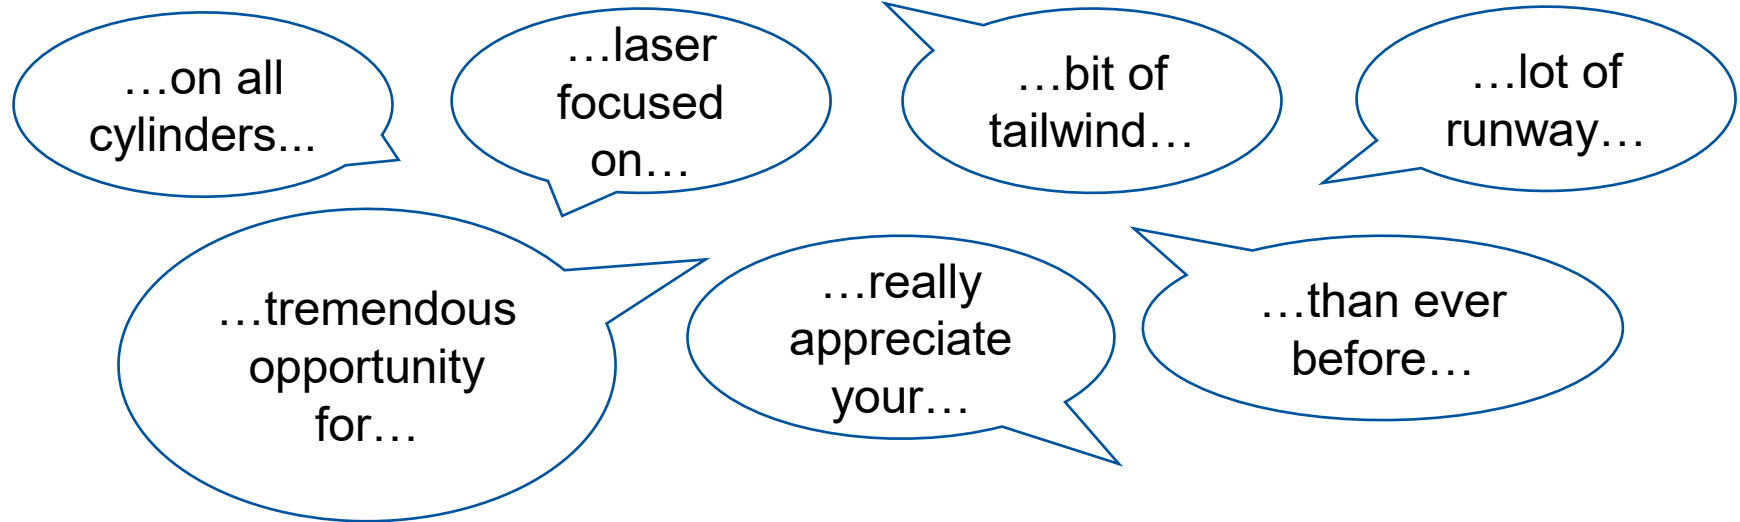 …on all
cylinders...
…laser
focused
on…
…bit of
tailwind…
…lot of
runway…
…tremendous
opportunity
for…
…really
appreciate
your…
…than ever
before…